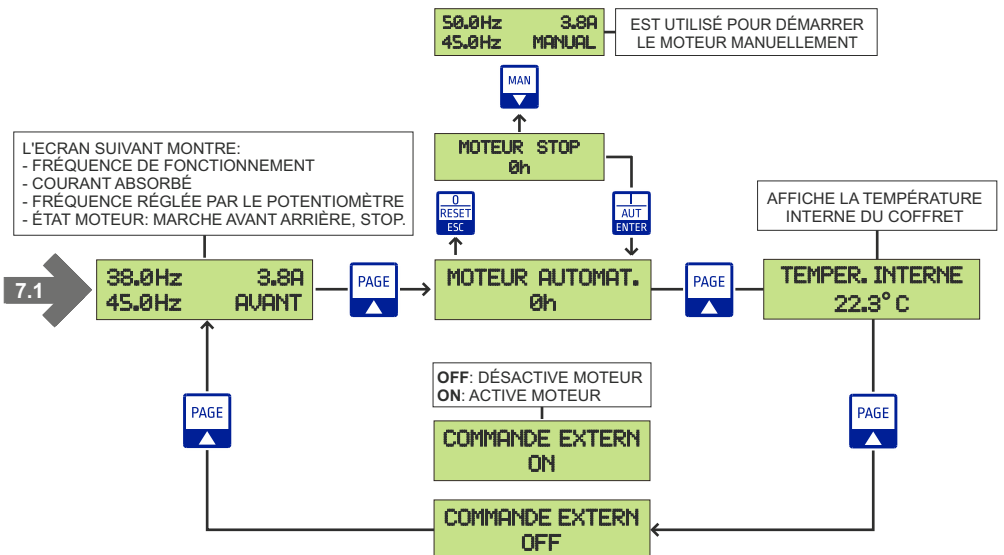 50.0Hz 3.8A
45.0Hz MANUAL
EST UTILISÉ POUR DÉMARRER
LE MOTEUR MANUELLEMENT
MAN
L'ECRAN SUIVANT MONTRE:
- FRÉQUENCE DE FONCTIONNEMENT
- COURANT ABSORBÉ
- FRÉQUENCE RÉGLÉE PAR LE POTENTIOMÈTRE
- ÉTAT MOTEUR: MARCHE AVANT ARRIÈRE, STOP.
MOTEUR STOP
0h
0
RESET
ESC
I
AUT
ENTER
AFFICHE LA TEMPÉRATURE
INTERNE DU COFFRET
7.1
38.0Hz 3.8A
45.0Hz AVANT
PAGE
MOTEUR AUTOMAT.
0h
PAGE
TEMPER. INTERNE
22.3°C
OFF: DÉSACTIVE MOTEUR
ON: ACTIVE MOTEUR
PAGE
COMMANDE EXTERN
ON
PAGE
COMMANDE EXTERN
OFF